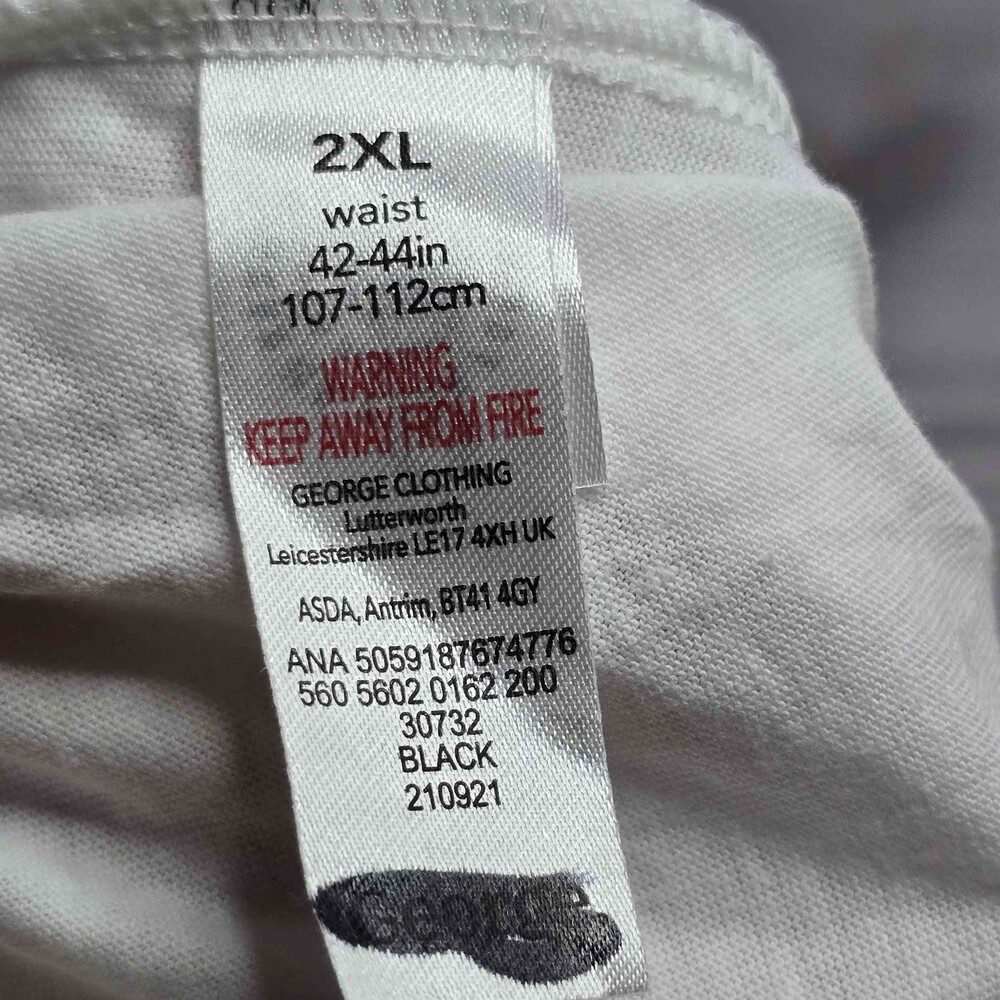 2XL
waist
42-44in
107-112cm
WARNING
KEEP AWAY FROM FIRE
GEORGE CLOTHING
Lutterworth
Leicestershire LE17 4XH UK
ASDA, Antrim, BT41 4GY
ANA 5059187674776
560 5602 0162 200
30732
BLACK
210921
George